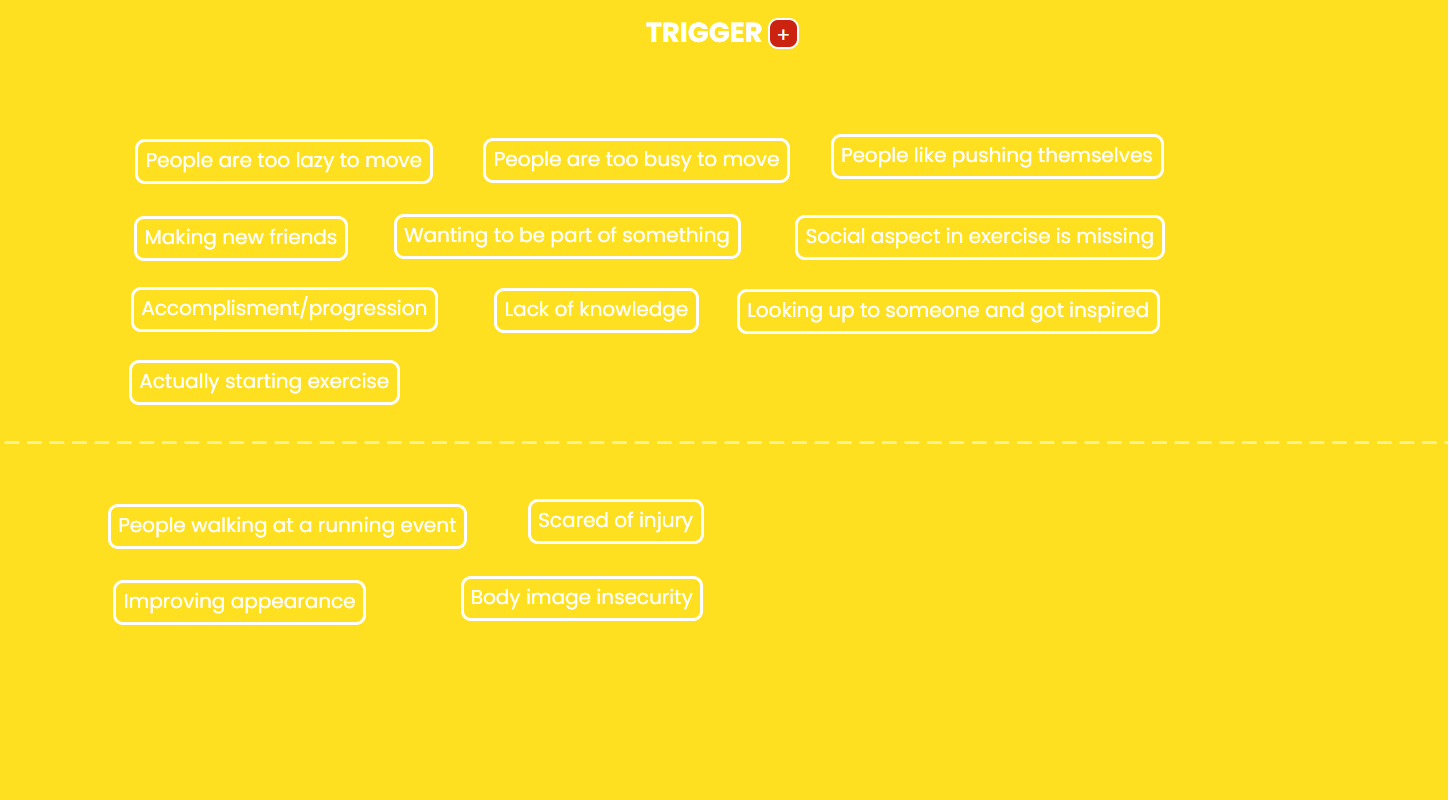 TRIGGER +
People are too lazy to move
People are too busy to move
People like pushing themselves
Making new friends
Wanting to be part of something
Social aspect in exercise is missing
Accomplisment/progression
Lack of knowledge
Looking up to someone and got inspired
Actually starting exercise
People walking at a running event
Scared of injury
Improving appearance
Body image insecurity